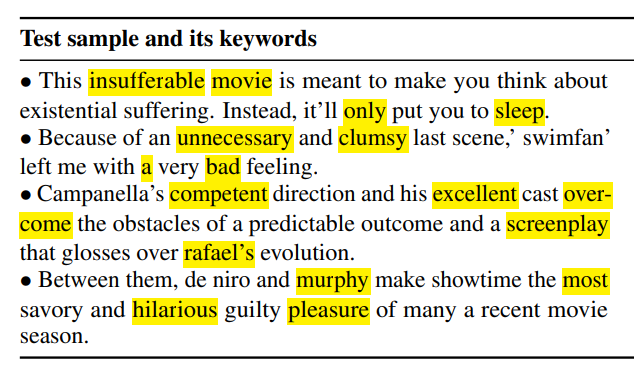 Test sample and its keywords
• This insufferable movie is meant to make you think about
existential suffering. Instead, it'll only put you to sleep.
• Because of an unnecessary and clumsy last scene,' swimfan'
left me with a very bad feeling.
• Campanella's competent direction and his excellent cast over-
come the obstacles of a predictable outcome and a screenplay
that glosses over rafael's evolution.
• Between them, de niro and murphy make showtime the most
savory and hilarious guilty pleasure of many a recent movie
season.